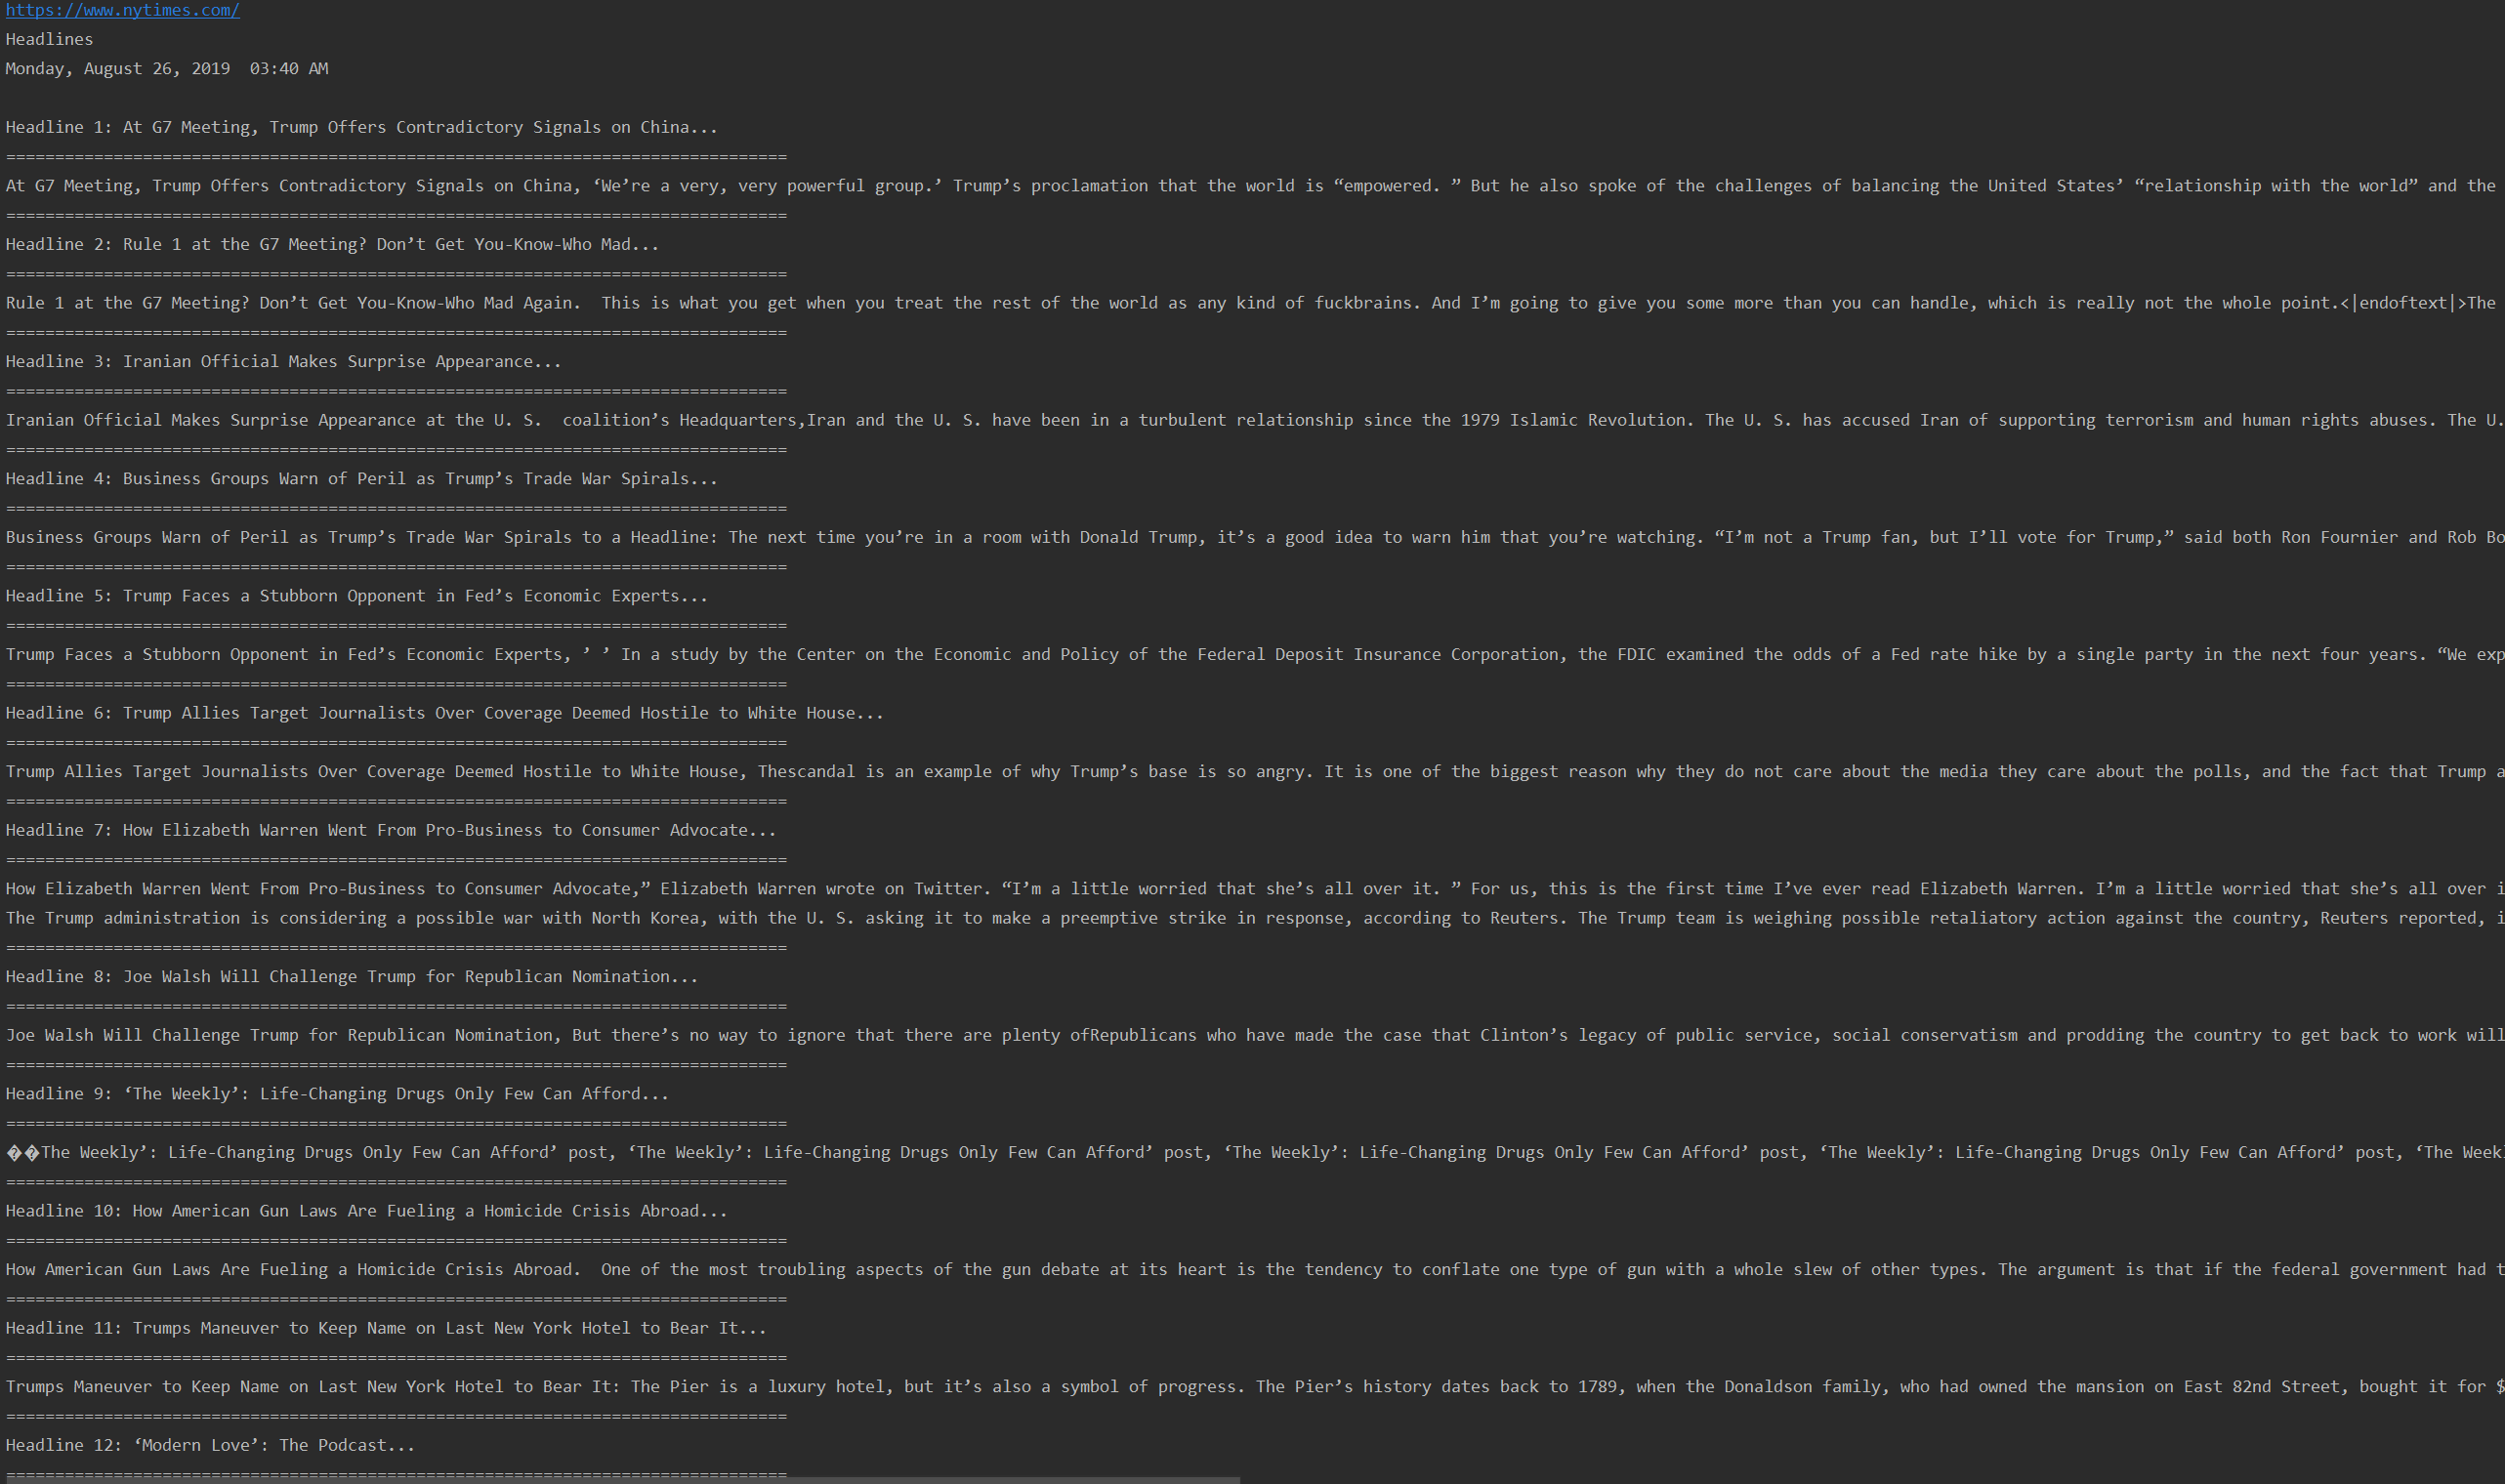 https://www.nytimes.com/
Headlines
Monday, August 26, 2019  03:40 AM
Headline 1: At G7 Meeting, Trump Offers Contradictory Signals on China...
================================================================================
At G7 Meeting, Trump Offers Contradictory Signals on China, ‘We’re a very, very powerful group.’ Trump’s proclamation that the world is “empowered. ” But he also spoke of the challenges of balancing the United States’ “relationship with the world” and the
================================================================================
Headline 2: Rule 1 at the G7 Meeting? Don’t Get You-Know-Who Mad...
================================================================================
Rule 1 at the G7 Meeting? Don’t Get You-Know-Who Mad Again.  This is what you get when you treat the rest of the world as any kind of fuckbrains. And I’m going to give you some more than you can handle, which is really not the whole point.<|endoftext|>The
================================================================================
Headline 3: Iranian Official Makes Surprise Appearance...
================================================================================
Iranian Official Makes Surprise Appearance at the U. S.  coalition’s Headquarters,Iran and the U. S. have been in a turbulent relationship since the 1979 Islamic Revolution. The U. S. has accused Iran of supporting terrorism and human rights abuses. The U.
================================================================================
Headline 4: Business Groups Warn of Peril as Trump’s Trade War Spirals...
================================================================================
Business Groups Warn of Peril as Trump’s Trade War Spirals to a Headline: The next time you’re in a room with Donald Trump, it’s a good idea to warn him that you’re watching. “I’m not a Trump fan, but I’ll vote for Trump,” said both Ron Fournier and Rob Bo
================================================================================
Headline 5: Trump Faces a Stubborn Opponent in Fed’s Economic Experts...
================================================================================
Trump Faces a Stubborn Opponent in Fed’s Economic Experts, ’ ’ In a study by the Center on the Economic and Policy of the Federal Deposit Insurance Corporation, the FDIC examined the odds of a Fed rate hike by a single party in the next four years. “We exp
================================================================================
Headline 6: Trump Allies Target Journalists Over Coverage Deemed Hostile to White House...
================================================================================
Trump Allies Target Journalists Over Coverage Deemed Hostile to White House, Thescandal is an example of why Trump’s base is so angry. It is one of the biggest reason why they do not care about the media they care about the polls, and the fact that Trump a
================================================================================
Headline 7: How Elizabeth Warren Went From Pro-Business to Consumer Advocate...
================================================================================
How Elizabeth Warren Went From Pro-Business to Consumer Advocate,” Elizabeth Warren wrote on Twitter. “I’m a little worried that she’s all over it. ” For us, this is the first time I’ve ever read Elizabeth Warren. I’m a little worried that she’s all over i
The Trump administration is considering a possible war with North Korea, with the U. S. asking it to make a preemptive strike in response, according to Reuters. The Trump team is weighing possible retaliatory action against the country, Reuters reported, i
================================================================================
Headline 8: Joe Walsh Will Challenge Trump for Republican Nomination...
================================================================================
Joe Walsh Will Challenge Trump for Republican Nomination, But there’s no way to ignore that there are plenty ofRepublicans who have made the case that Clinton’s legacy of public service, social conservatism and prodding the country to get back to work will
================================================================================
Headline 9: ‘The Weekly’: Life-Changing Drugs Only Few Can Afford...
================================================================================
��The Weekly’: Life-Changing Drugs Only Few Can Afford’ post, ‘The Weekly’: Life-Changing Drugs Only Few Can Afford’ post, ‘The Weekly’: Life-Changing Drugs Only Few Can Afford’ post, ‘The Weekly’: Life-Changing Drugs Only Few Can Afford’ post, ‘The Weekl
================================================================================
Headline 10: How American Gun Laws Are Fueling a Homicide Crisis Abroad...
================================================================================
How American Gun Laws Are Fueling a Homicide Crisis Abroad.  One of the most troubling aspects of the gun debate at its heart is the tendency to conflate one type of gun with a whole slew of other types. The argument is that if the federal government had t
================================================================================
Headline 11: Trumps Maneuver to Keep Name on Last New York Hotel to Bear It...
================================================================================
Trumps Maneuver to Keep Name on Last New York Hotel to Bear It: The Pier is a luxury hotel, but it’s also a symbol of progress. The Pier’s history dates back to 1789, when the Donaldson family, who had owned the mansion on East 82nd Street, bought it for $
================================================================================
Headline 12: ‘Modern Love’: The Podcast...
================================================================================